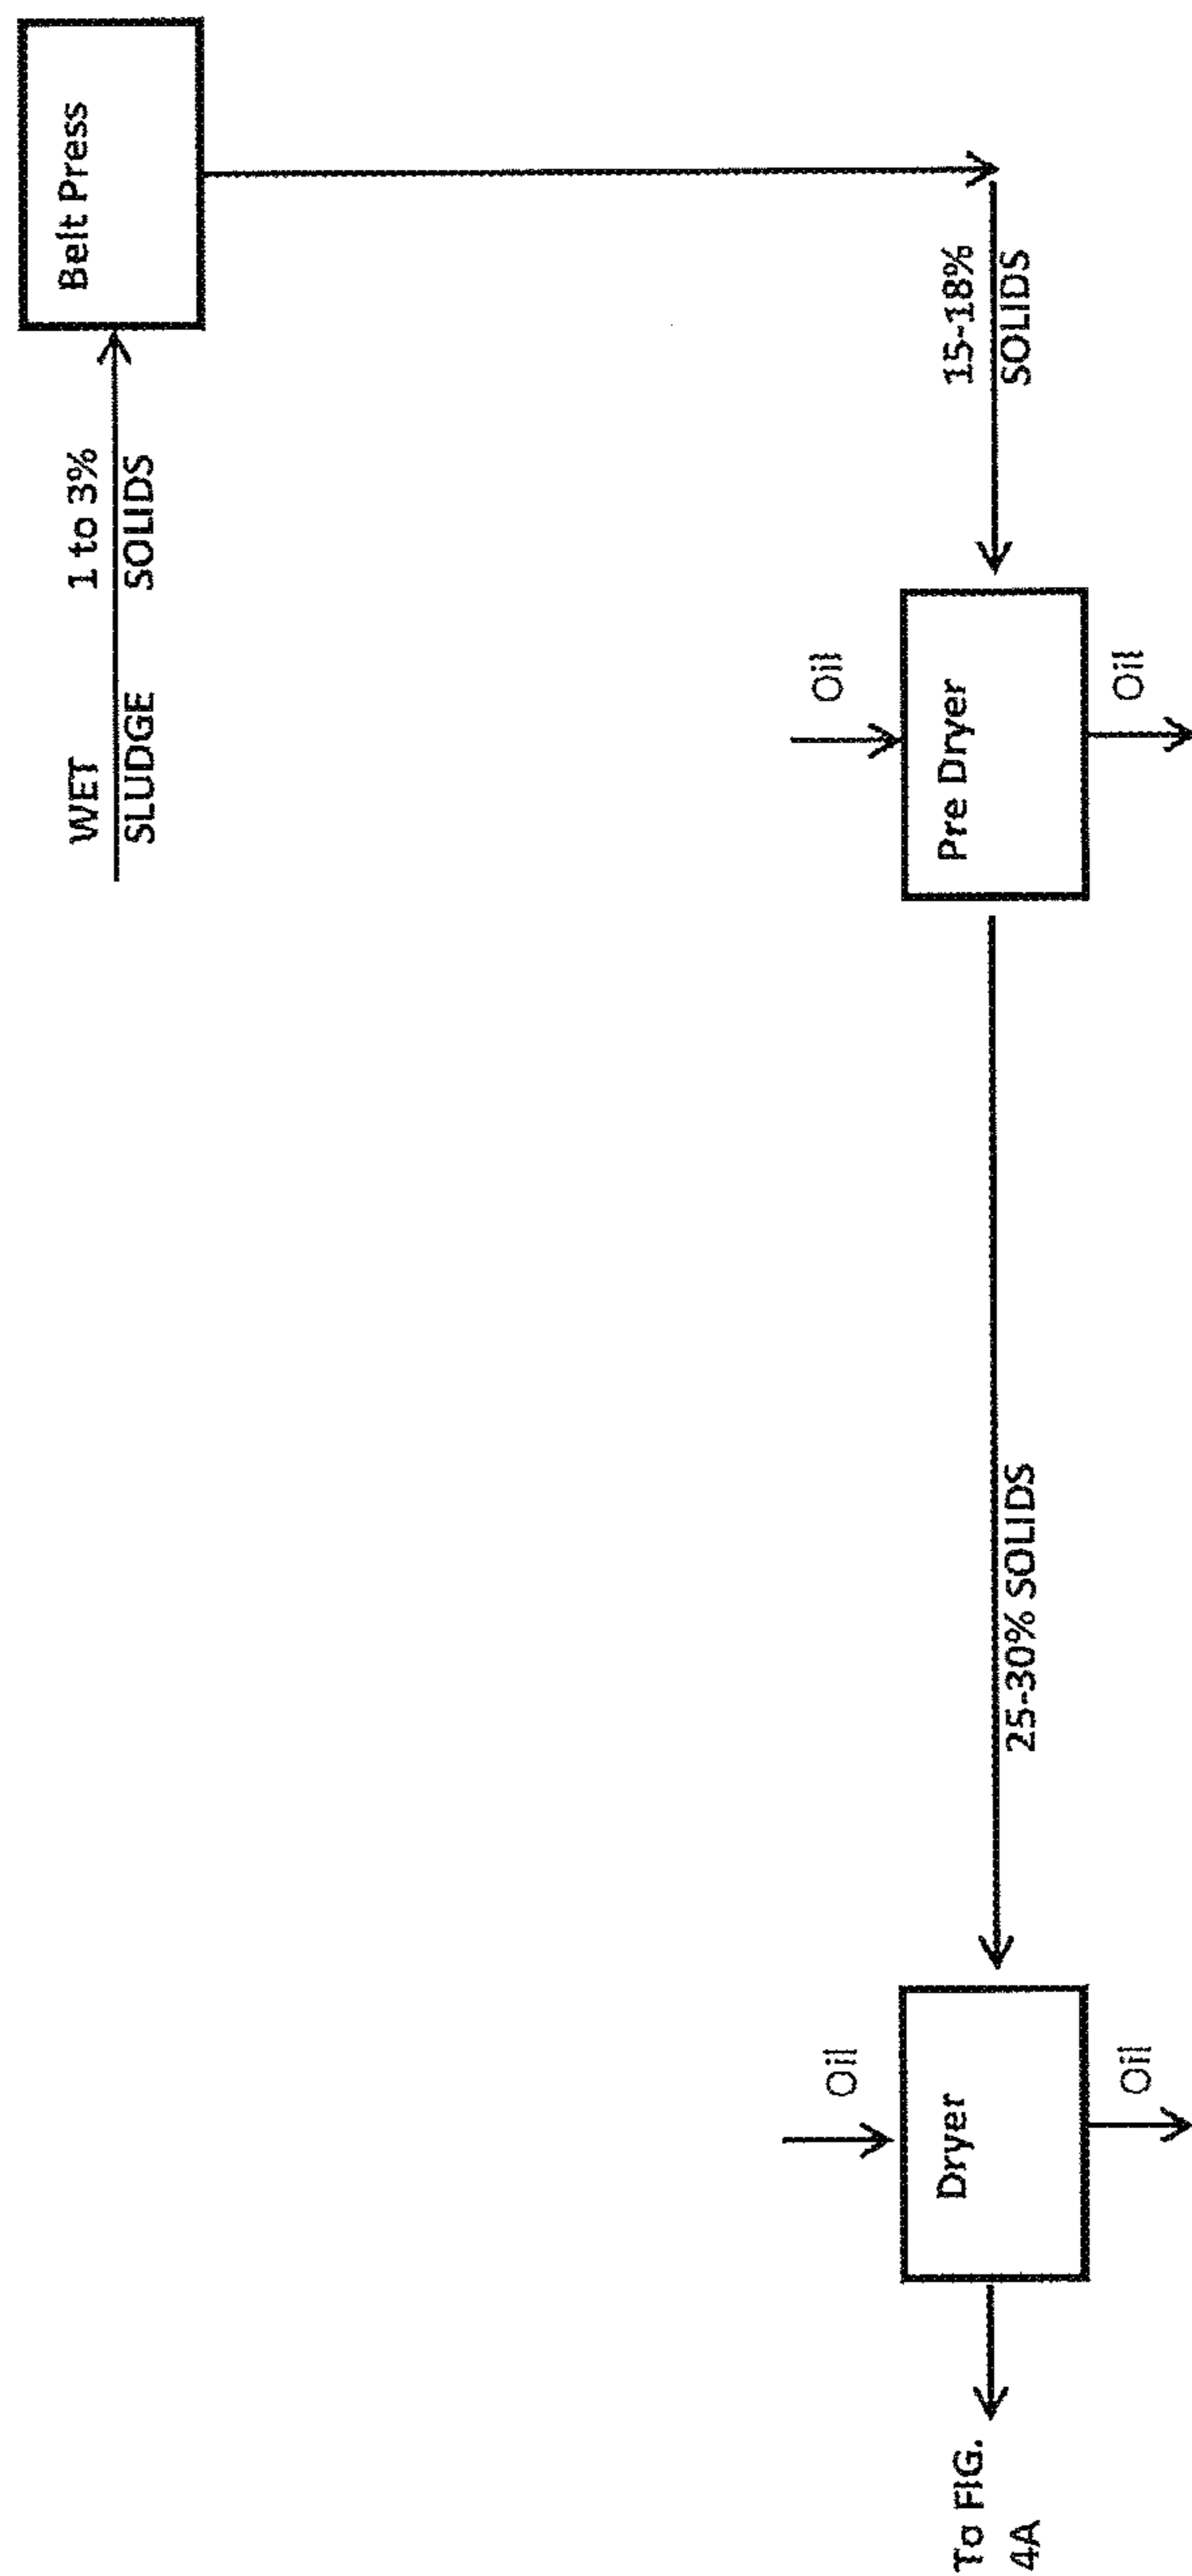 WET
SLUDGE
1 to 3%
SOLIDS
Belt Press
15-18%
SOLIDS
Oil
Pre Dryer
Oil
25-30% SOLIDS
Oil
Dryer
Oil
To FIG.
4A